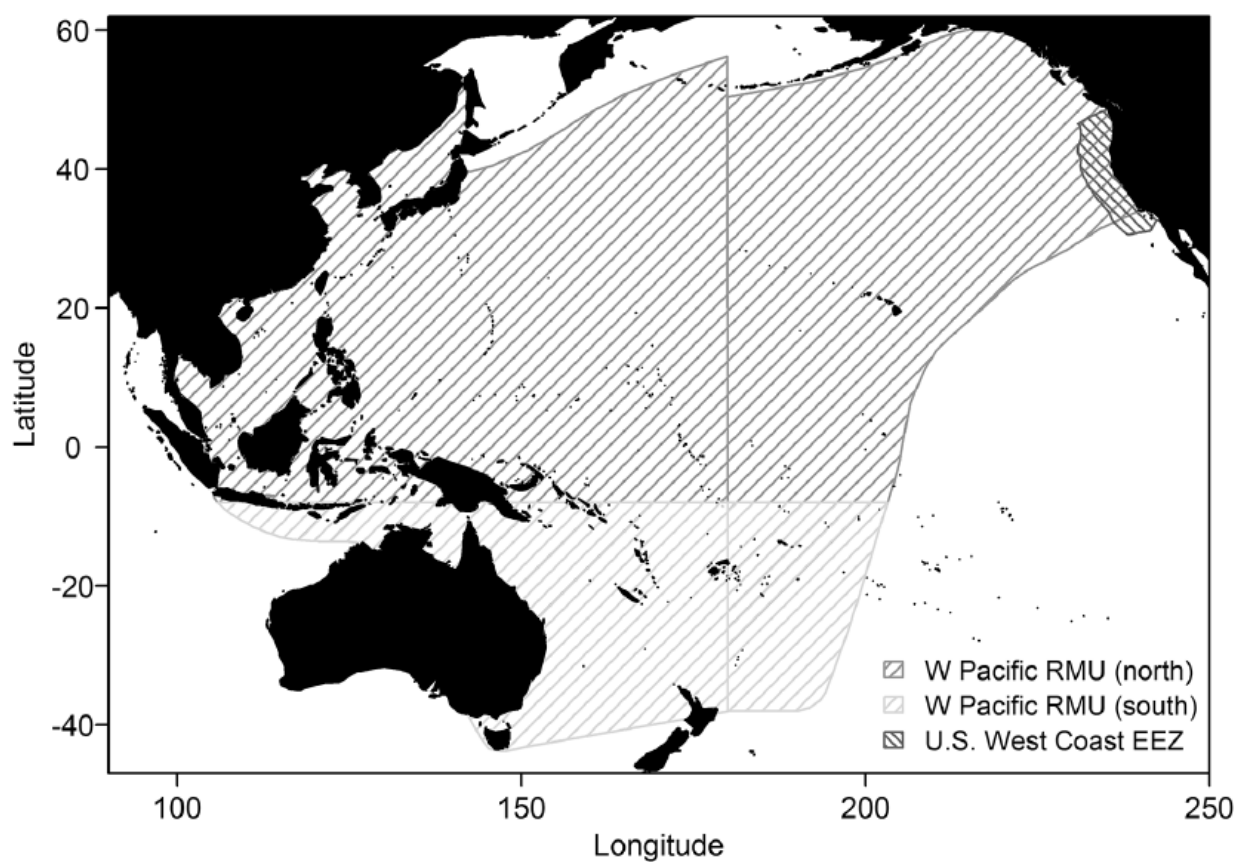 60
40
20
0
-20
-40
Latitude
100
150
200
250
Longitude
W Pacific RMU (north)
W Pacific RMU (south)
U.S. West Coast EEZ